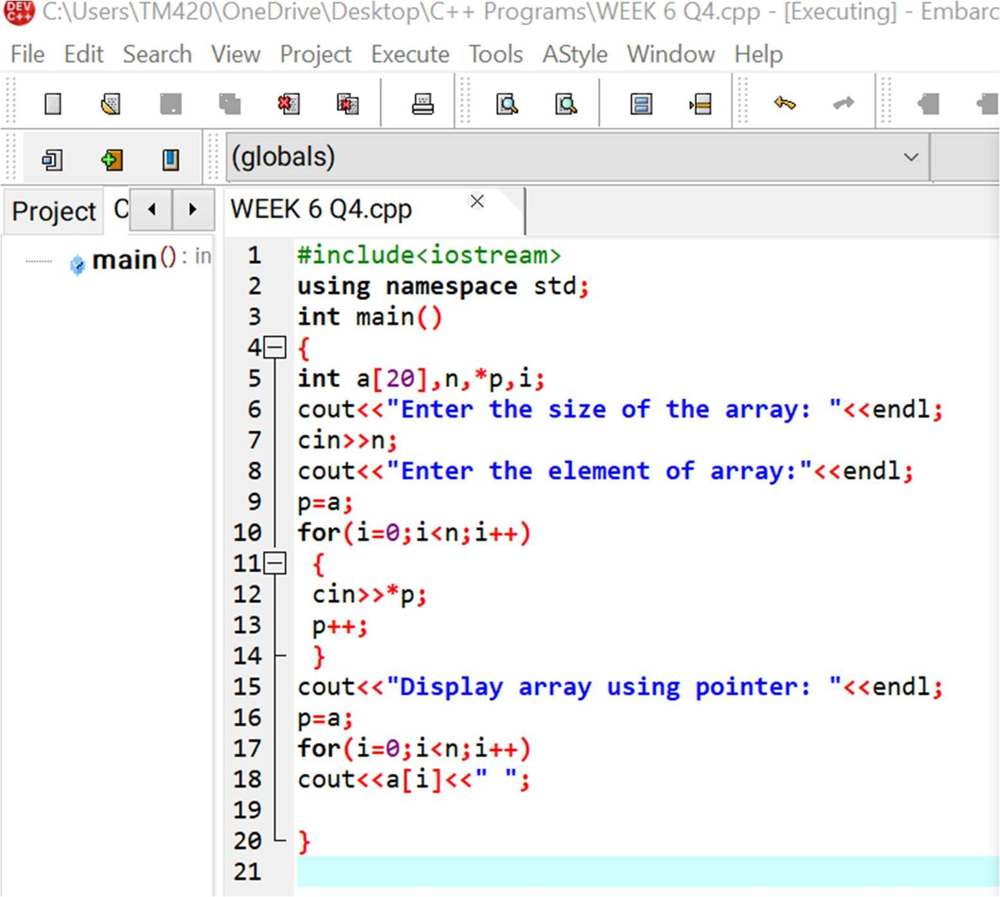 DEV C++ C:\Users\TM420\OneDrive\Desktop\C++ Programs\WEEK 6 Q4.cpp - [Executing] - Embarc
File Edit Search View Project Execute Tools AStyle Window Help
(globals)
Project C WEEK 6 Q4.cpp
main() : in
1 #include<iostream>
2 using namespace std;
3 int main()
4 {
5 int a[20],n,*p,i;
6 cout<<"Enter the size of the array: "<<endl;
7 cin>>n;
8 cout<<"Enter the element of array:"<<endl;
9 p=a;
10 for(i=0;i<n;i++)
11 {
12 cin>>*p;
13 p++;
14 }
15 cout<<"Display array using pointer: "<<endl;
16 p=a;
17 for(i=0;i<n;i++)
18 cout<<a[i]<<" ";
19
20 }
21